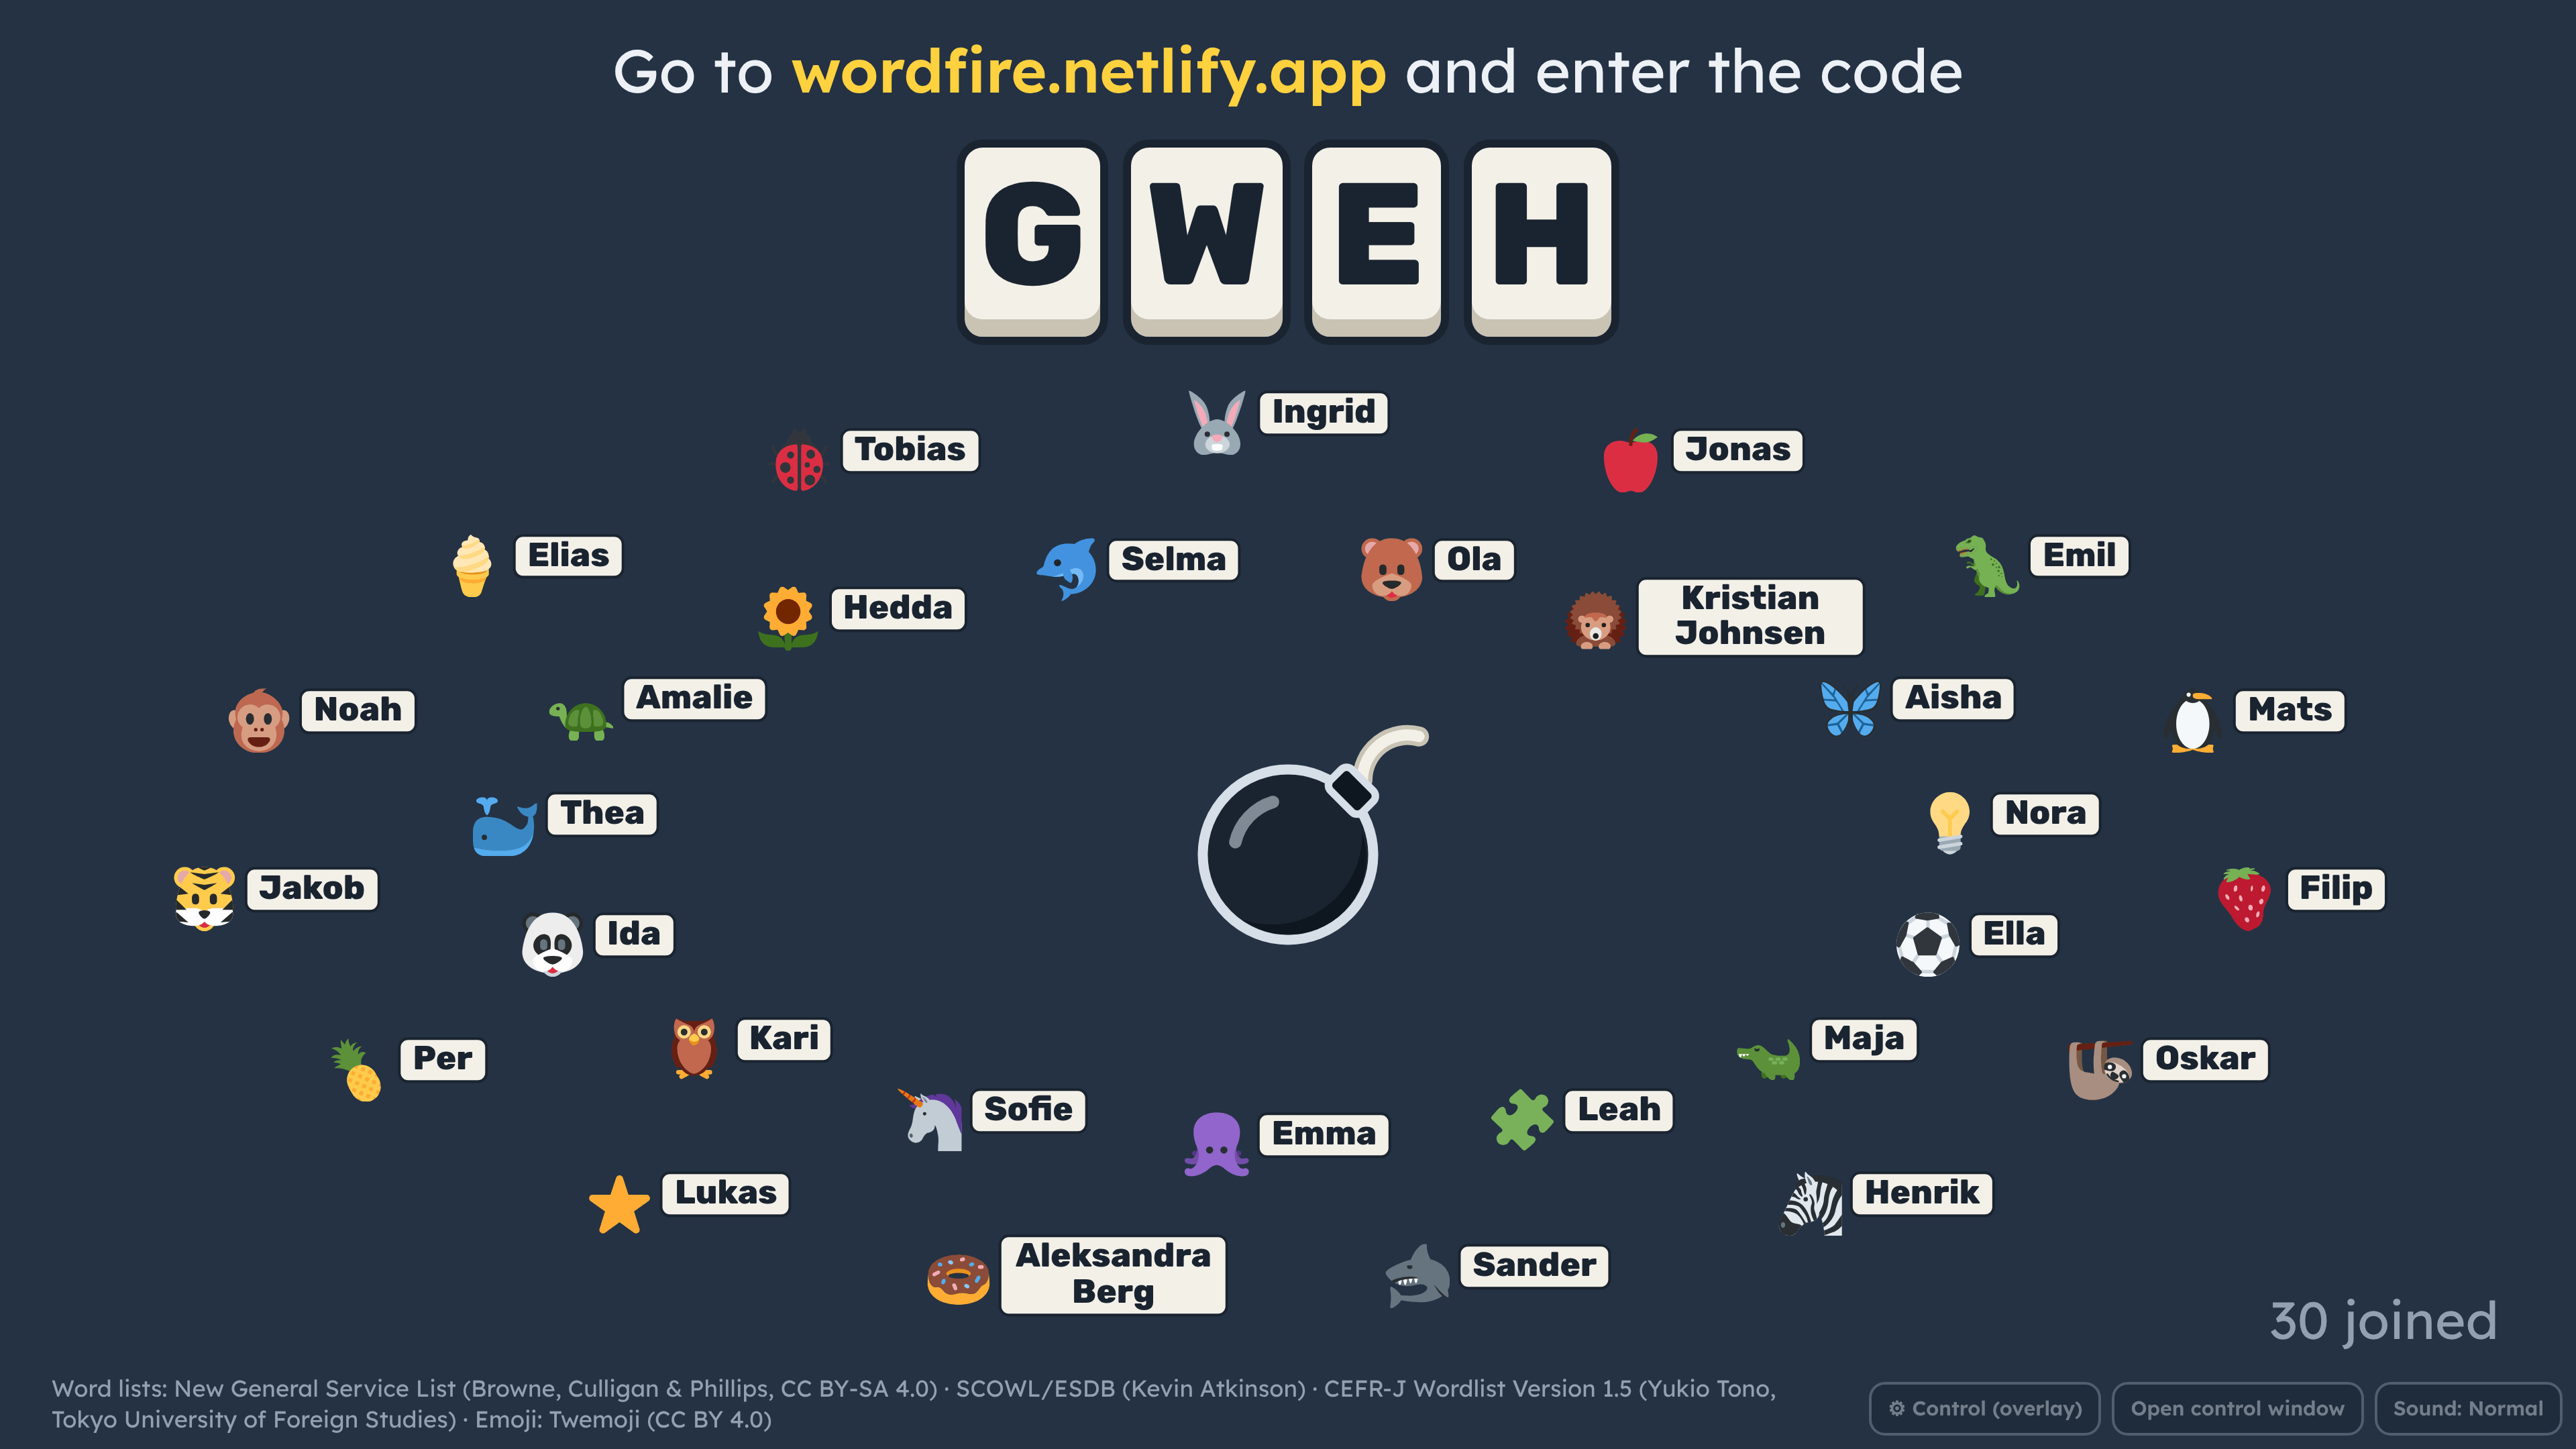 Go to wordfire.netlify.app and enter the code
GWEH
Ingrid
Tobias
Jonas
Elias
Selma
Ola
Emil
Hedda
Kristian
Johnsen
Noah
Amalie
Aisha
Mats
Thea
Nora
Jakob
Filip
Ida
Ella
Kari
Maja
Per
Oskar
Sofie
Emma
Leah
Lukas
Henrik
Aleksandra
Berg
Sander
30 joined
Word lists: New General Service List (Browne, Culligan & Phillips, CC BY-SA 4.0) · SCOWL/ESDB (Kevin Atkinson) · CEFR-J Wordlist Version 1.5 (Yukio Tono,
Tokyo University of Foreign Studies) · Emoji: Twemoji (CC BY 4.0)
⚙ Control (overlay)
Open control window
Sound: Normal